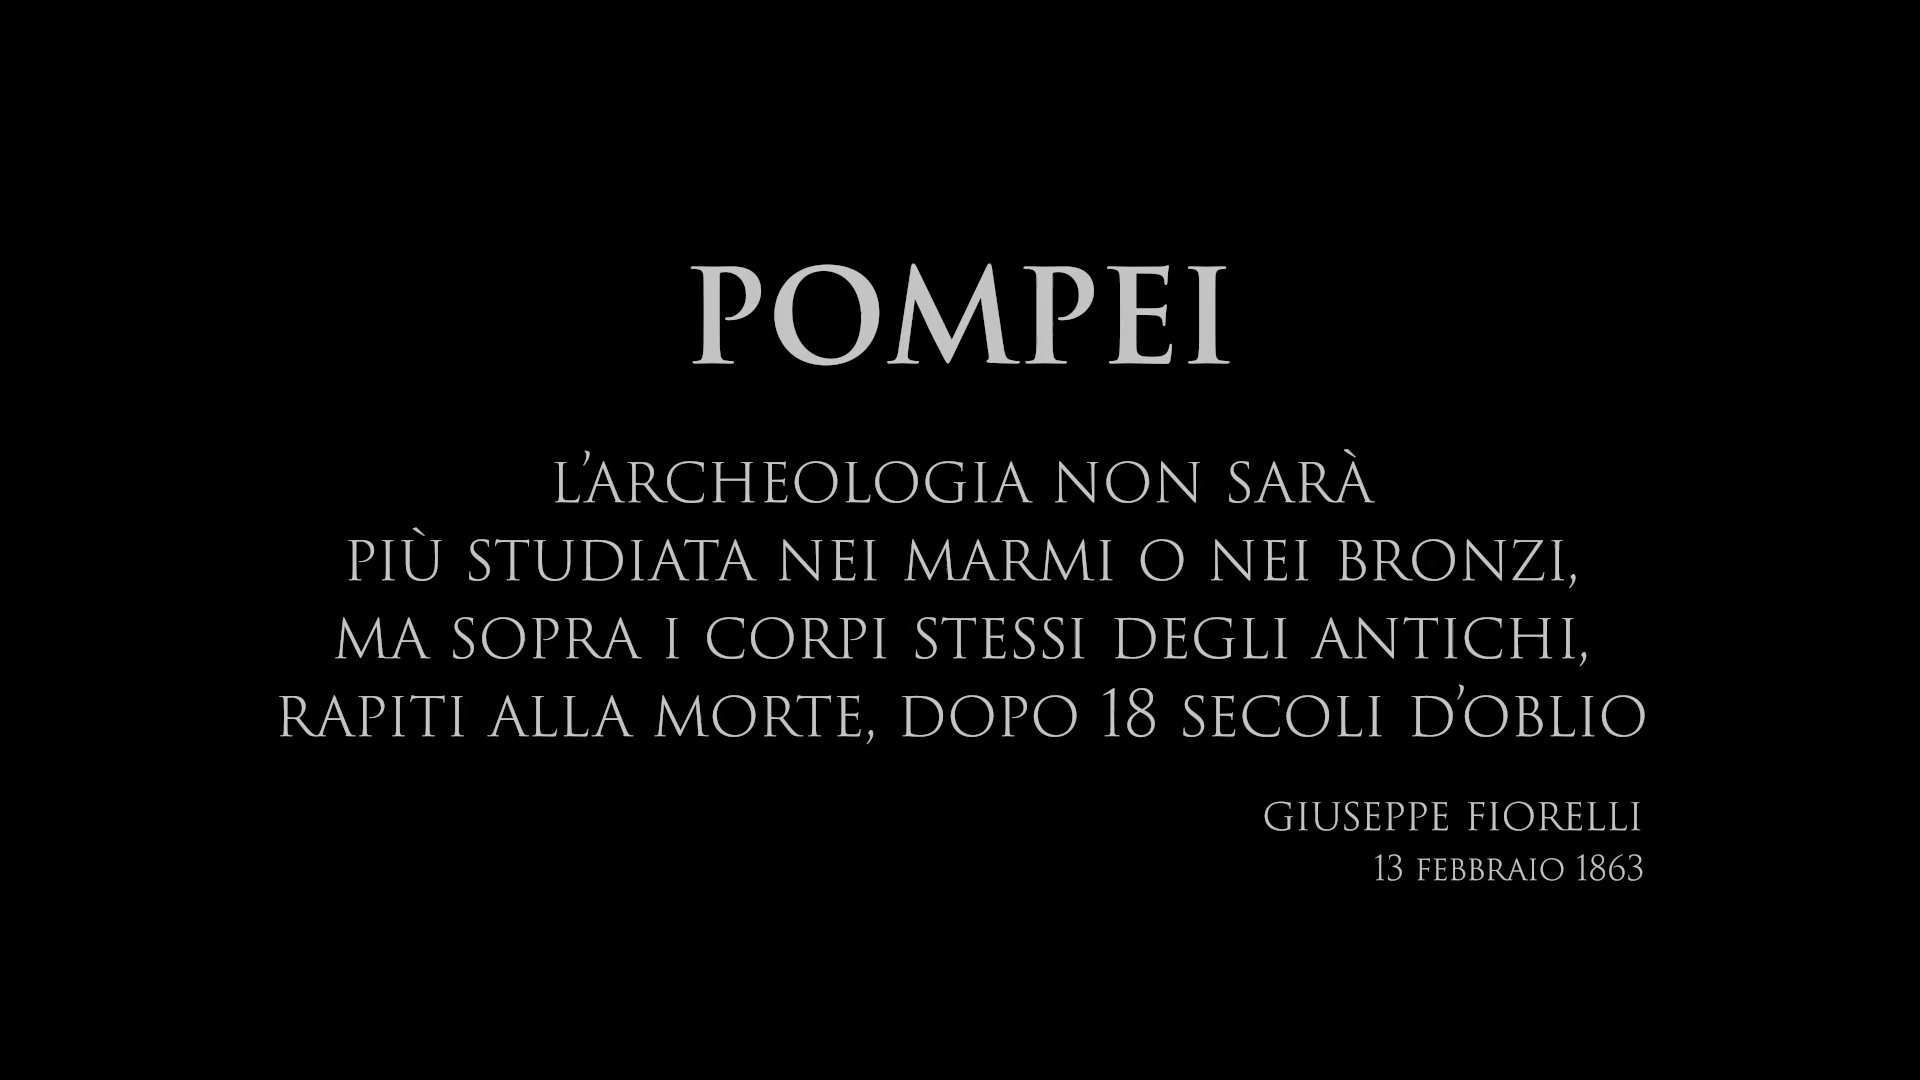 POMPEI
L’ARCHEOLOGIA NON SARÀ
PIÙ STUDIATA NEI MARMI O NEI BRONZI,
MA SOPRA I CORPI STESSI DEGLI ANTICHI,
RAPITI ALLA MORTE, DOPO 18 SECOLI D’OBLIO
GIUSEPPE FIORELLI
13 FEBBRAIO 1863